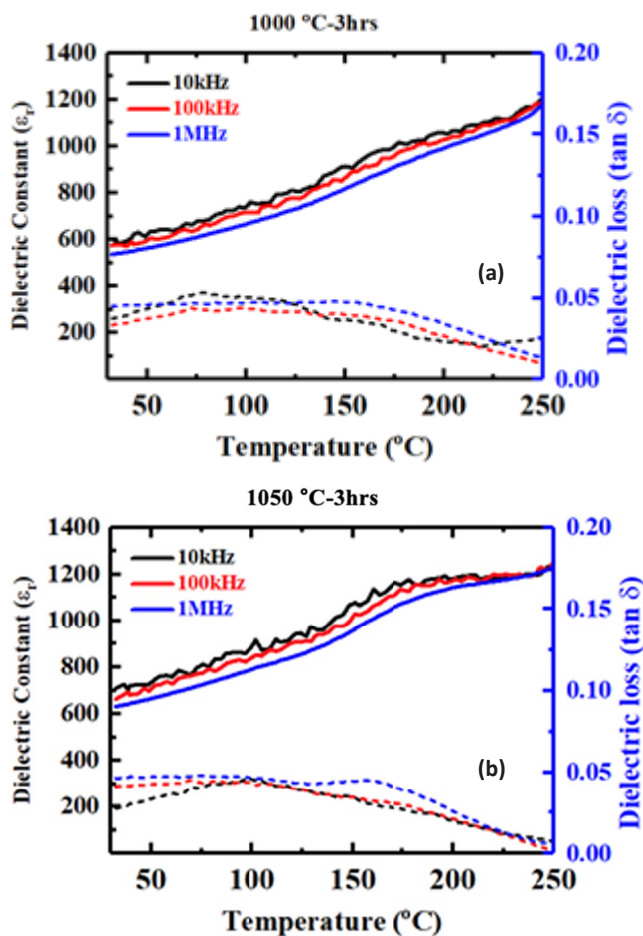 1000 °C-3hrs
1400
1200
1000
800
600
400
200
Dielectric Constant (εr)
10kHz
100kHz
1MHz
(a)
0.20
0.15
0.10
0.05
0.00
Dielectric loss (tan δ)
50 100 150 200 250
Temperature (°C)
1050 °C-3hrs
1400
1200
1000
800
600
400
200
Dielectric Constant (εr)
10kHz
100kHz
1MHz
(b)
0.20
0.15
0.10
0.05
0.00
Dielectric loss (tan δ)
50 100 150 200 250
Temperature (°C)